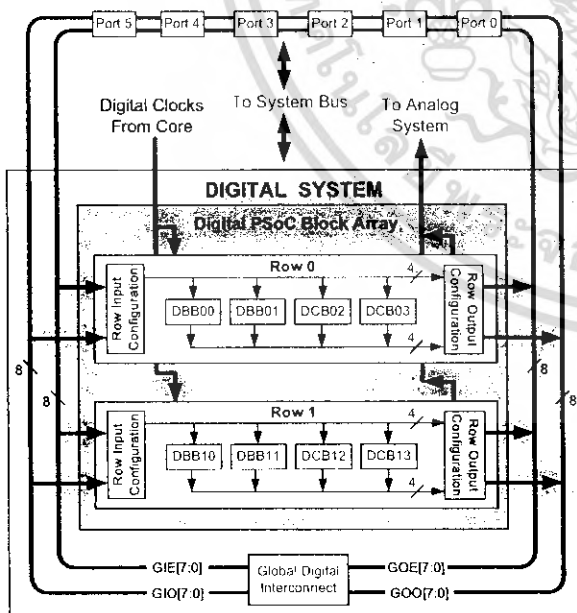 Port 5 Port 4 Port 3 Port 2 Port 1 Port 0
Digital Clocks
From Core
To System Bus
To Analog
System
DIGITAL SYSTEM
Digital PSoC Block Array
Row 0
4
Row Input
Configuration
DBB00 DBB01 DCB02 DCB03
4
Row Output
Configuration
8 8 8 8
Row 1
4
Row Input
Configuration
DBB10 DBB11 DCB12 DCB13
4
Row Output
Configuration
GIE[7:0]
GIO[7:0]
Global Digital
Interconnect
GOE[7:0]
GOO[7:0]